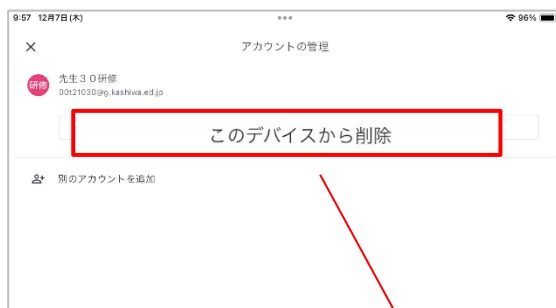 9:57 12月7日(木)
96%
アカウントの管理
研修
先生３０研修
00t21030@g.kashiwa.ed.jp
このデバイスから削除
別のアカウントを追加